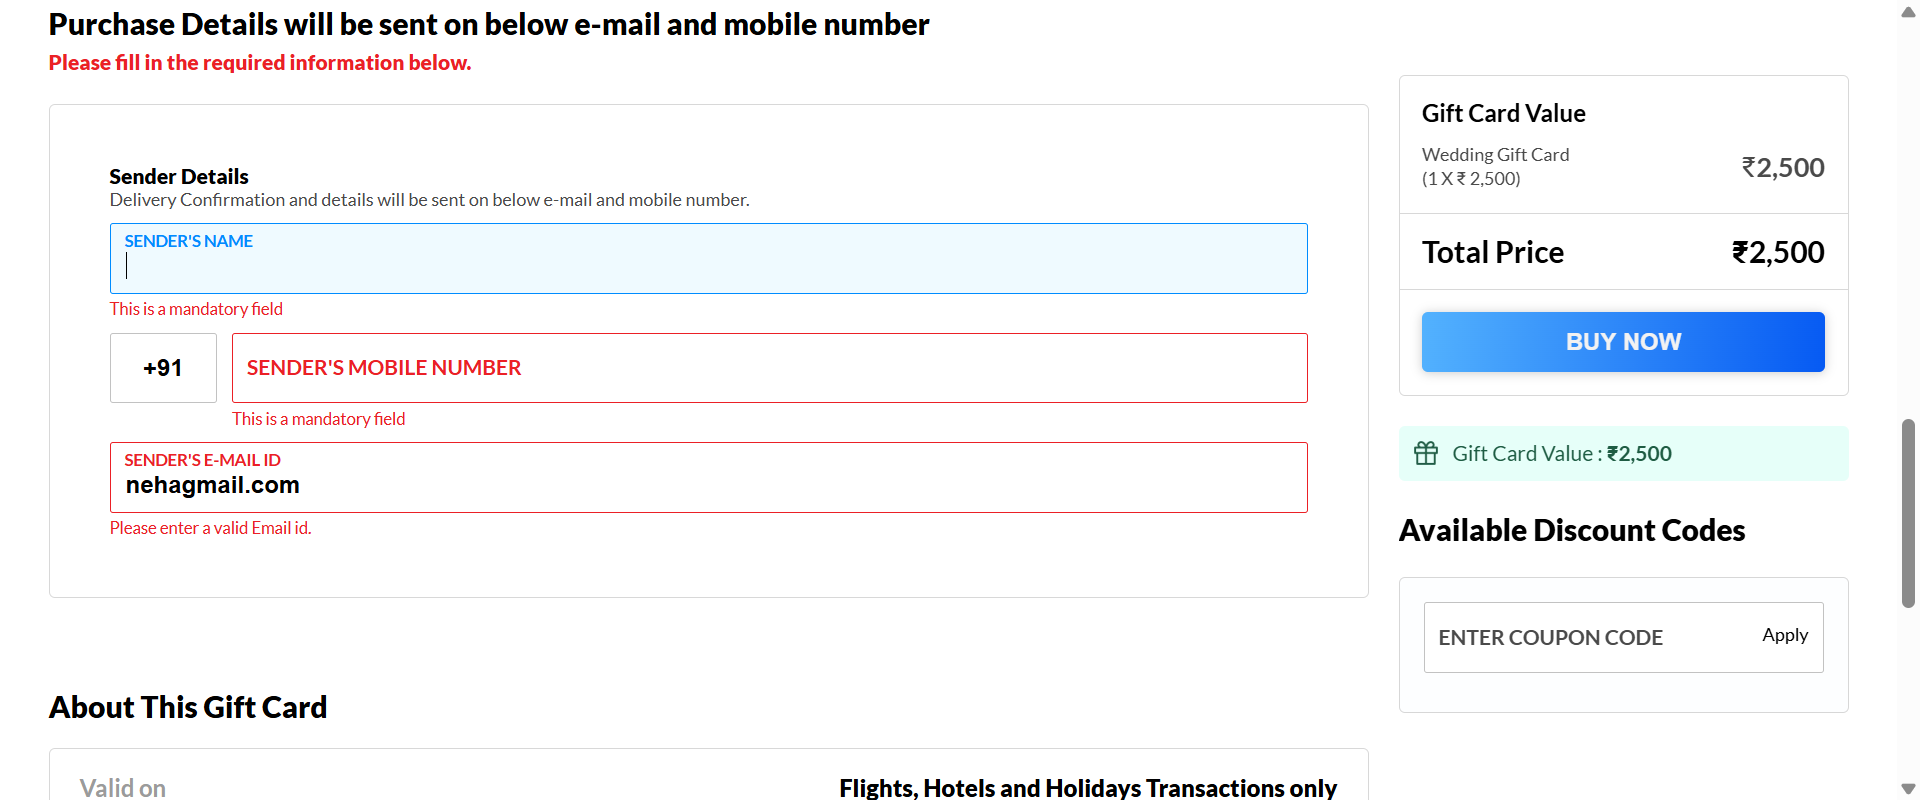 Purchase Details will be sent on below e-mail and mobile number
Please fill in the required information below.
Sender Details
Delivery Confirmation and details will be sent on below e-mail and mobile number.
SENDER'S NAME
This is a mandatory field
+91
SENDER'S MOBILE NUMBER
This is a mandatory field
SENDER'S E-MAIL ID
nehagmail.com
Please enter a valid Email id.
About This Gift Card
Valid on
Flights, Hotels and Holidays Transactions only
Gift Card Value
Wedding Gift Card
(1 X ₹ 2,500)
₹2,500
Total Price
₹2,500
BUY NOW
Gift Card Value : ₹2,500
Available Discount Codes
ENTER COUPON CODE
Apply